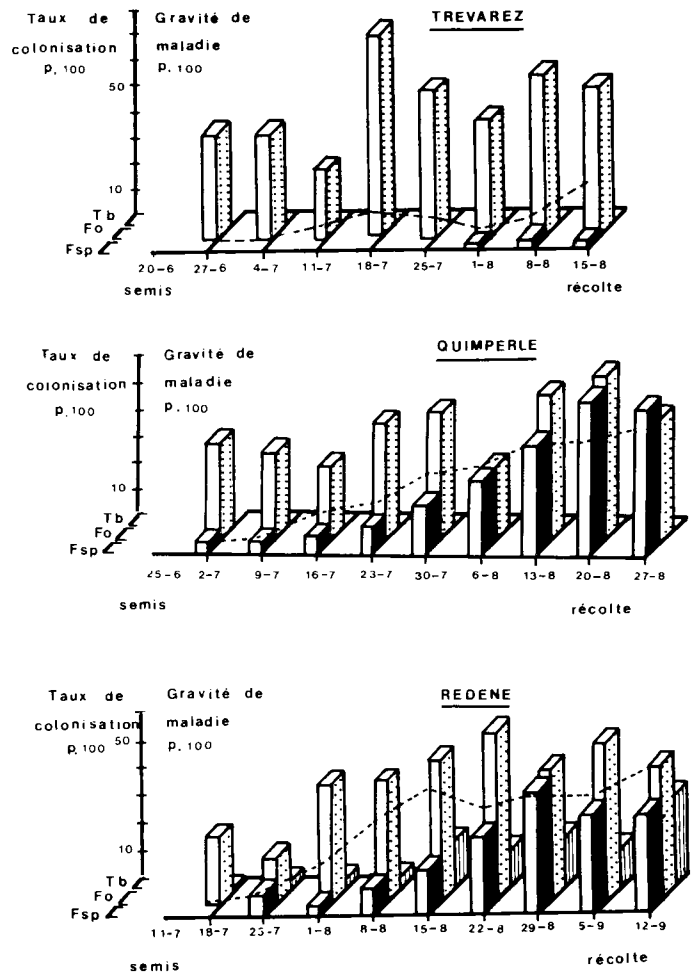 Taux de Gravité de TREVAREZ
colonisation maladie
p. 100 p. 100
50
10
Tb
Fo
Fsp
20-6 27-6 4-7 11-7 18-7 25-7 1-8 8-8 15-8
semis récolte
Taux de Gravité de QUIMPERLE
colonisation maladie
p. 100 p. 100
10
Tb
Fo
Fsp
25-6 2-7 9-7 16-7 23-7 30-7 6-8 13-8 20-8 27-8
semis récolte
Taux de Gravité de REDENE
colonisation maladie
p. 100 50 p. 100
10
Tb
Fo
Fsp
11-7 18-7 25-7 1-8 8-8 15-8 22-8 29-8 5-9 12-9
semis récolte